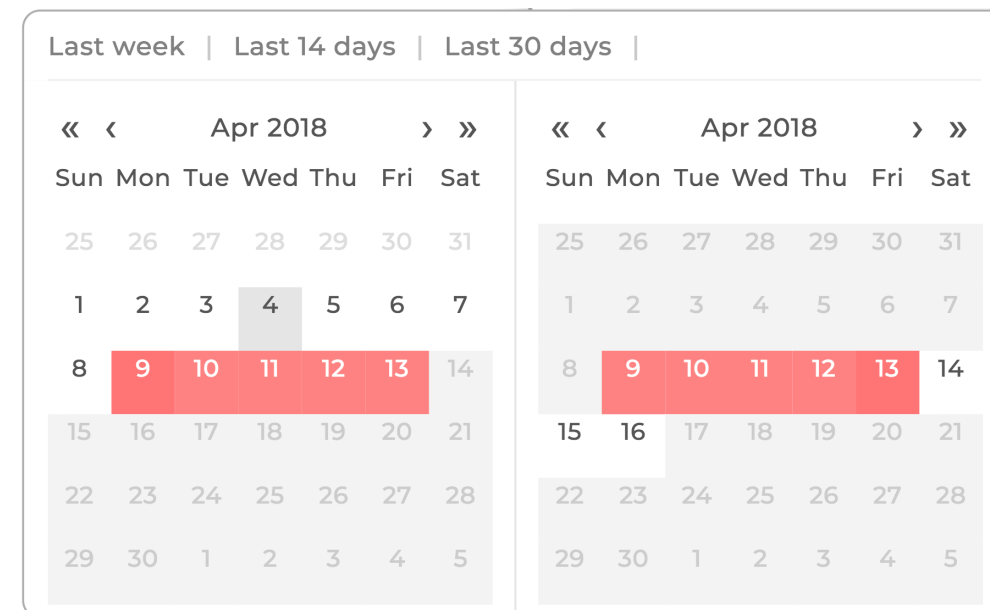 Last week | Last 14 days | Last 30 days |
« ‹ Apr 2018 › »
Sun Mon Tue Wed Thu Fri Sat
25 26 27 28 29 30 31
1 2 3 4 5 6 7
8 9 10 11 12 13 14
15 16 17 18 19 20 21
22 23 24 25 26 27 28
29 30 1 2 3 4 5
« ‹ Apr 2018 › »
Sun Mon Tue Wed Thu Fri Sat
25 26 27 28 29 30 31
1 2 3 4 5 6 7
8 9 10 11 12 13 14
15 16 17 18 19 20 21
22 23 24 25 26 27 28
29 30 1 2 3 4 5